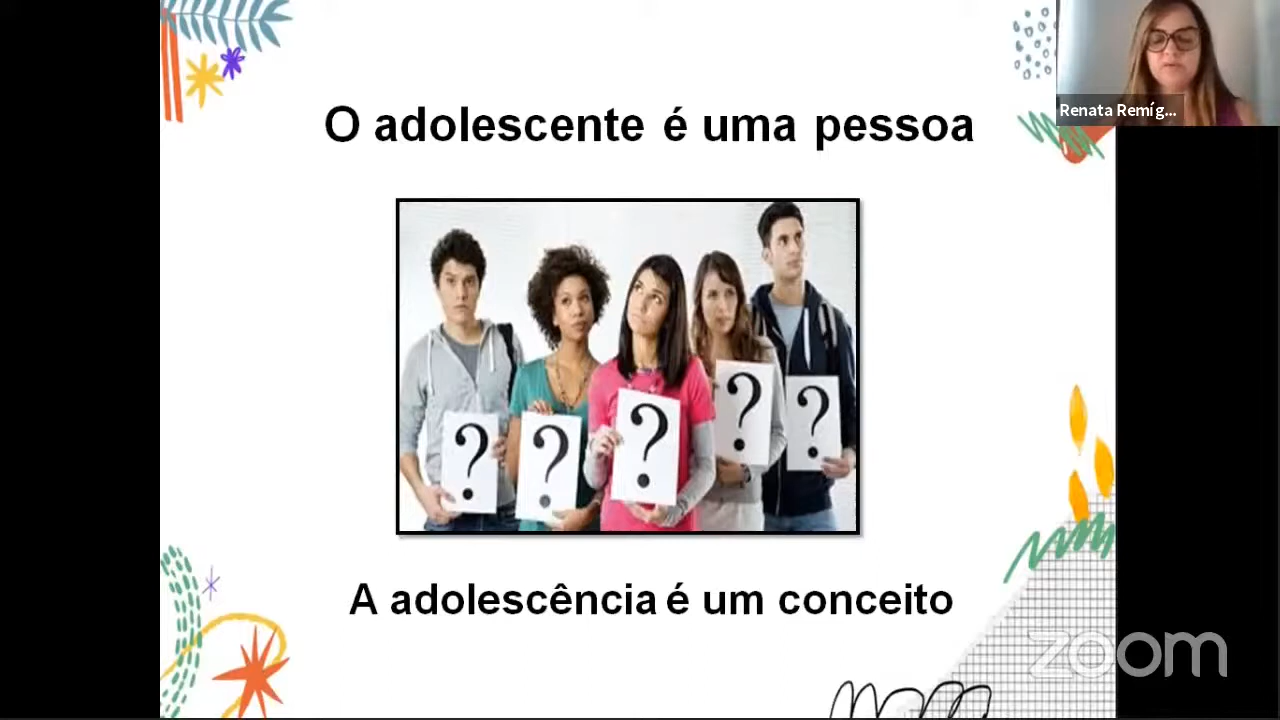 Renata Remíg...
O adolescente é uma pessoa
?
?
?
?
?
A adolescência é um conceito
zoom